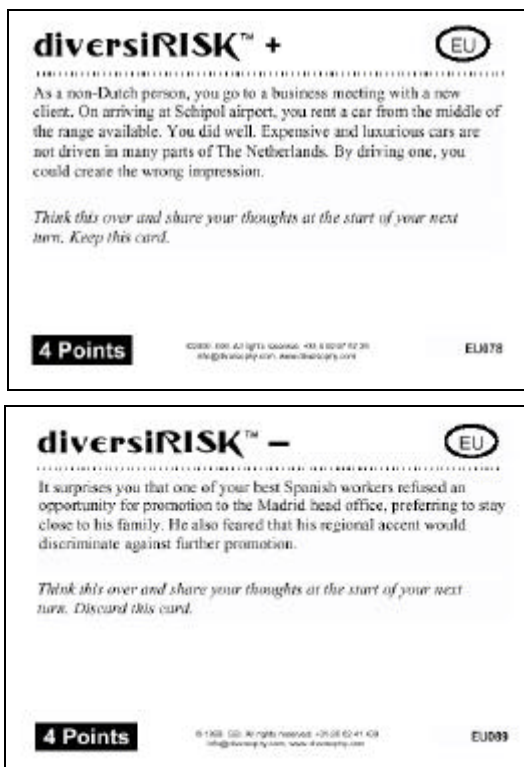 diversiRISK™ +
EU
As a non-Dutch person, you go to a business meeting with a new
client. On arriving at Schipol airport, you rent a car from the middle of
the range available. You did well. Expensive and luxurious cars are
not driven in many parts of The Netherlands. By driving one, you
could create the wrong impression.
Think this over and share your thoughts at the start of your next
turn. Keep this card.
4 Points
EU078
diversiRISK™ –
EU
It surprises you that one of your best Spanish workers refused an
opportunity for promotion to the Madrid head office, preferring to stay
close to his family. He also feared that his regional accent would
discriminate against further promotion.
Think this over and share your thoughts at the start of your next
turn. Discard this card.
4 Points
EU089